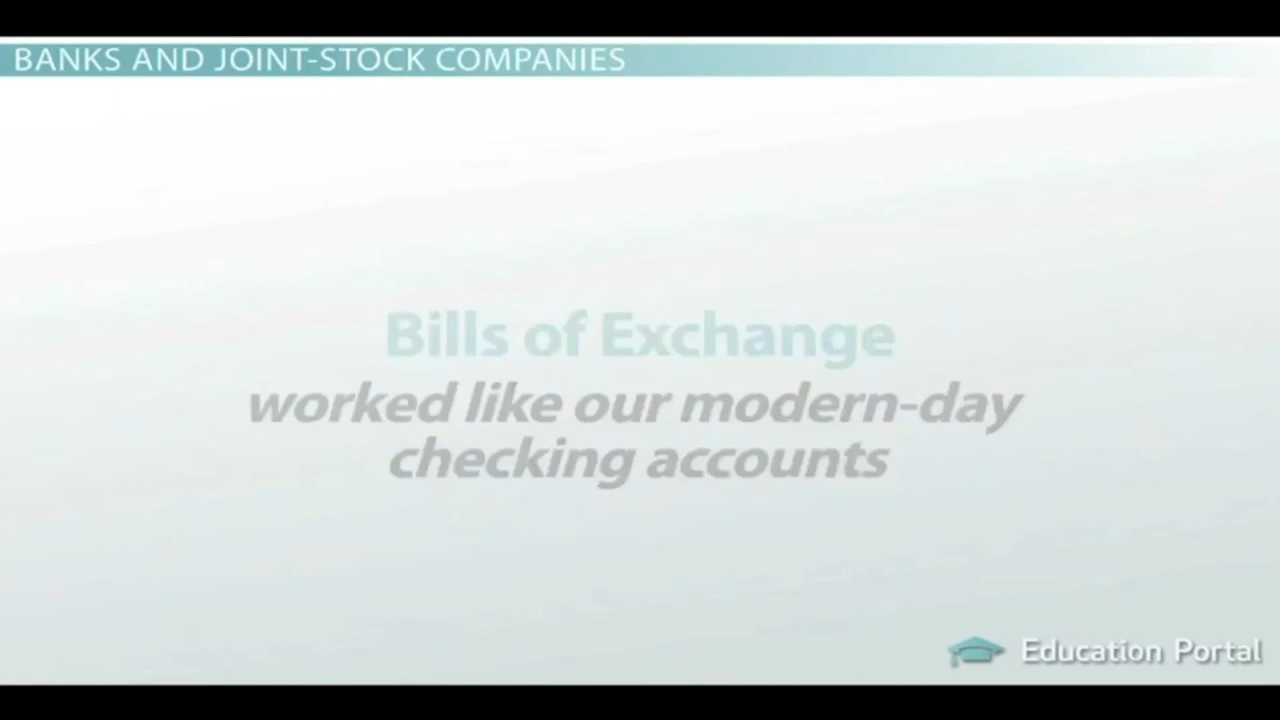 BANKS AND JOINT-STOCK COMPANIES
Bills of Exchange
worked like our modern-day
checking accounts
Education Portal